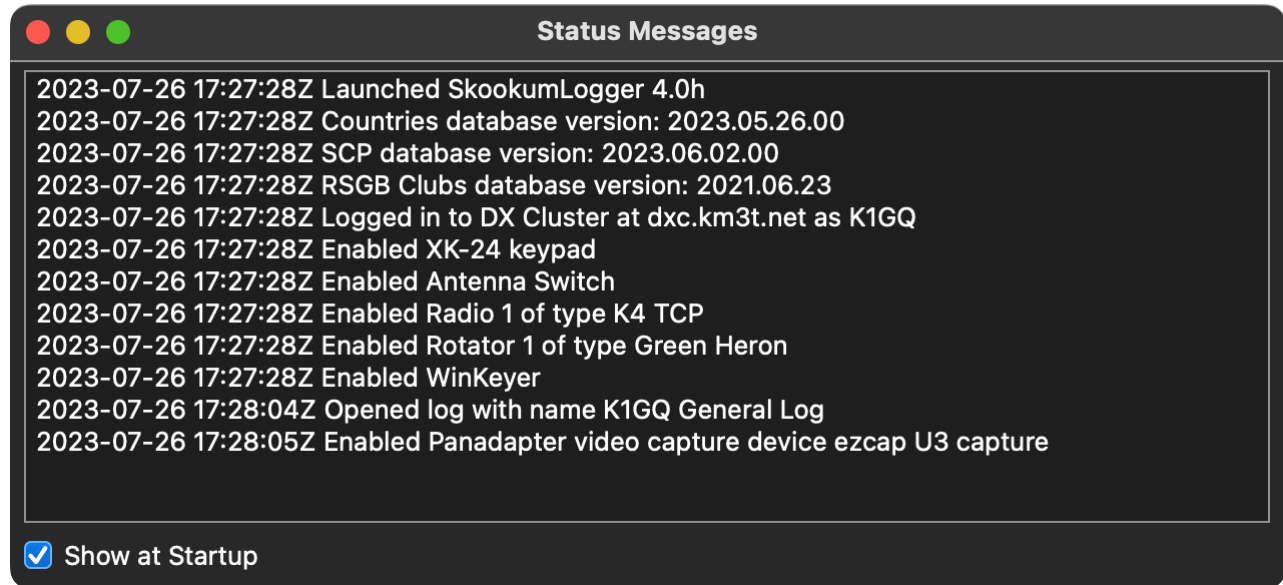 Status Messages
2023-07-26 17:27:28Z Launched SkookumLogger 4.0h
2023-07-26 17:27:28Z Countries database version: 2023.05.26.00
2023-07-26 17:27:28Z SCP database version: 2023.06.02.00
2023-07-26 17:27:28Z RSGB Clubs database version: 2021.06.23
2023-07-26 17:27:28Z Logged in to DX Cluster at dxc.km3t.net as K1GQ
2023-07-26 17:27:28Z Enabled XK-24 keypad
2023-07-26 17:27:28Z Enabled Antenna Switch
2023-07-26 17:27:28Z Enabled Radio 1 of type K4 TCP
2023-07-26 17:27:28Z Enabled Rotator 1 of type Green Heron
2023-07-26 17:27:28Z Enabled WinKeyer
2023-07-26 17:28:04Z Opened log with name K1GQ General Log
2023-07-26 17:28:05Z Enabled Panadapter video capture device ezcap U3 capture
Show at Startup